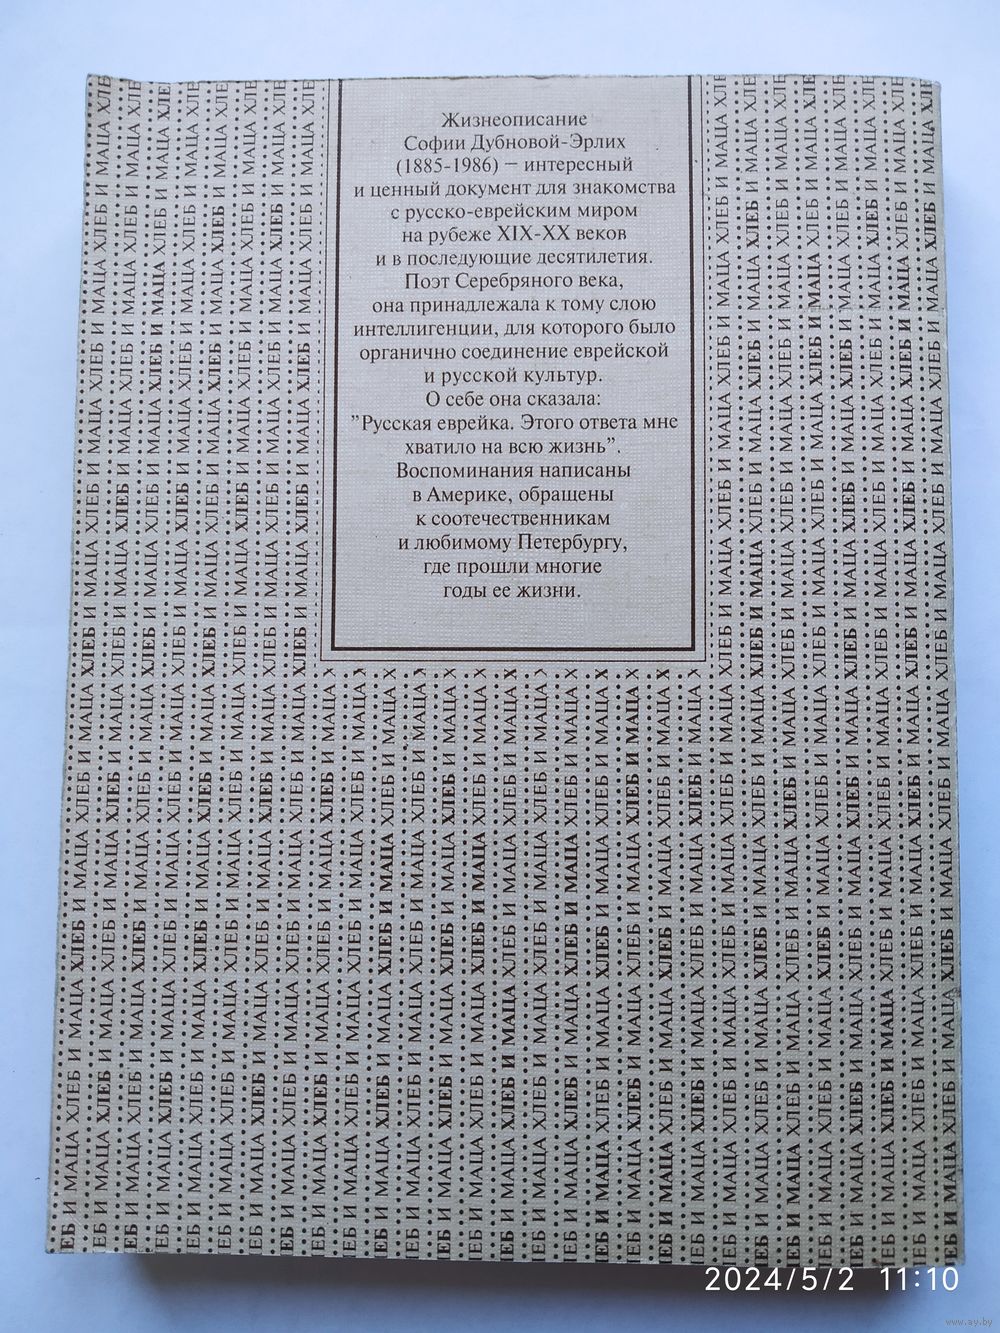 Жизнеописание
Софии Дубновой-Эрлих
(1885-1986) – интересный
и ценный документ для знакомства
с русско-еврейским миром
на рубеже XIX-XX веков
и в последующие десятилетия.
Поэт Серебряного века,
она принадлежала к тому слою
интеллигенции, для которого было
органично соединение еврейской
и русской культур.
О себе она сказала:
”Русская еврейка. Этого ответа мне
хватило на всю жизнь”.
Воспоминания написаны
в Америке, обращены
к соотечественникам
и любимому Петербургу,
где прошли многие
годы ее жизни.
ХЛЕБ И МАЦА
2024/5/2 11:10
www.ay.by